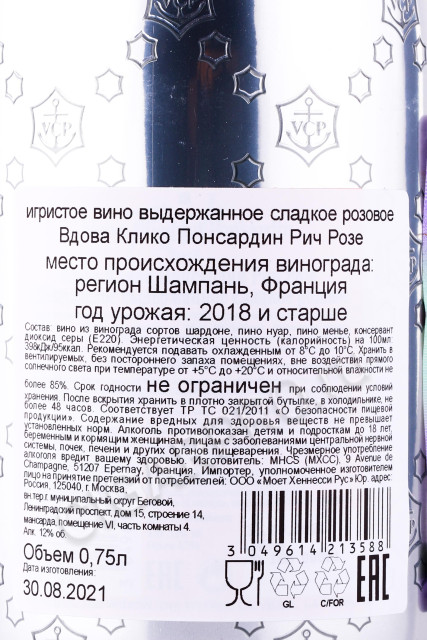 VCP
VCP
игристое вино выдержанное сладкое розовое
Вдова Клико Понсардин Рич Розе
место происхождения винограда:
регион Шампань, Франция
год урожая: 2018 и старше
Состав: вино из винограда сортов шардоне, пино нуар, пино менье, консервант
диоксид серы (Е220). Энергетическая ценность (калорийность) на 100мл:
398кДж/95ккал. Рекомендуется подавать охлажденным от 8°С до 10°С. Хранить в
вентилируемых, без постороннего запаха помещениях, вне воздействия прямого
солнечного света при температуре от +5°С до +20°С и относительной влажности не
более 85%. Срок годности не ограничен при соблюдении условий
хранения. После вскрытия хранить в плотно закрытой бутылке, в холодильнике, не
более 48 часов. Соответствует ТР ТС 021/2011 «О безопасности пищевой
продукции». Содержание вредных для здоровья веществ не превышает
установленных норм. Алкоголь противопоказан детям и подросткам до 18 лет,
беременным и кормящим женщинам, лицам с заболеваниями центральной нервной
системы, почек, печени и других органов пищеварения. Чрезмерное употребление
алкоголя вредит вашему здоровью. Изготовитель: MHCS (МХСС), 9 Avenue de
Champagne, 51207 Epernay, Франция. Импортер, уполномоченное изготовителем
лицо на принятие претензий от потребителей: ООО «Моет Хеннесси Рус» Юр. адрес:
Россия, 125040, г. Москва,
вн тер г. муниципальный округ Беговой,
Ленинградский проспект, дом 15, строение 14,
мансарда, помещение VI, часть комнаты 4.
Алк. 12% об.
Объем 0,75л
Дата изготовления:
30.08.2021
3 049614 213588
GL
C/FOR
EAC